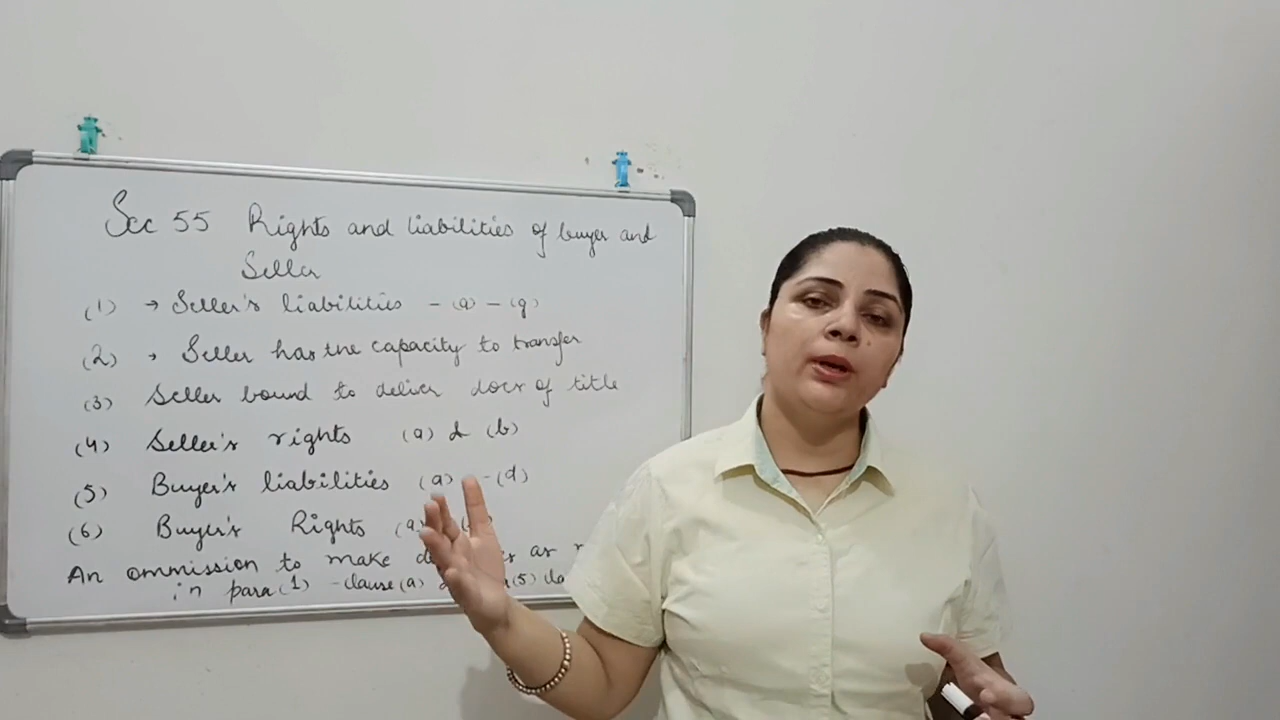 Sec 55 Rights and liabilities of buyer and
Seller
(1) → Seller's liabilities - (a) - (g)
(2) → Seller has the capacity to transfer
(3) Seller bound to deliver docs of title
(4) Seller's rights (a) & (b)
(5) Buyer's liabilities (a) - (d)
(6) Buyer's Rights (a)
An ommission to make as
in para (1) - clause (a) (5)